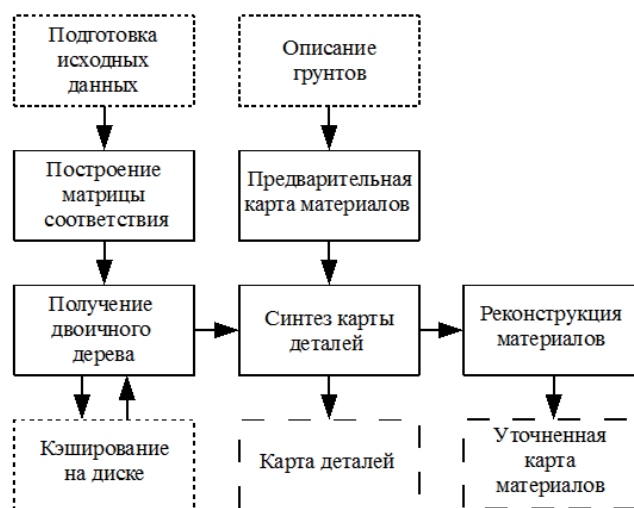 Подготовка
исходных
данных
Описание
грунтов
Построение
матрицы
соответствия
Предварительная
карта материалов
Получение
двоичного
дерева
Синтез карты
деталей
Реконструкция
материалов
Кэширование
на диске
Карта деталей
Уточненная
карта
материалов